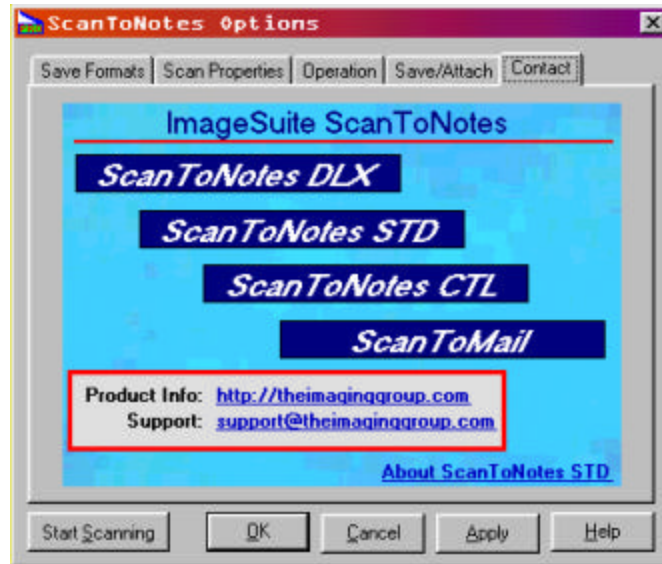 ScanToNotes Options
Save Formats Scan Properties Operation Save/Attach Contact
ImageSuite ScanToNotes
ScanToNotes DLX
ScanToNotes STD
ScanToNotes CTL
ScanToMail
Product Info: http://theimaginggroup.com
Support: support@theimaginggroup.com
About ScanToNotes STD
Start Scanning OK Cancel Apply Help